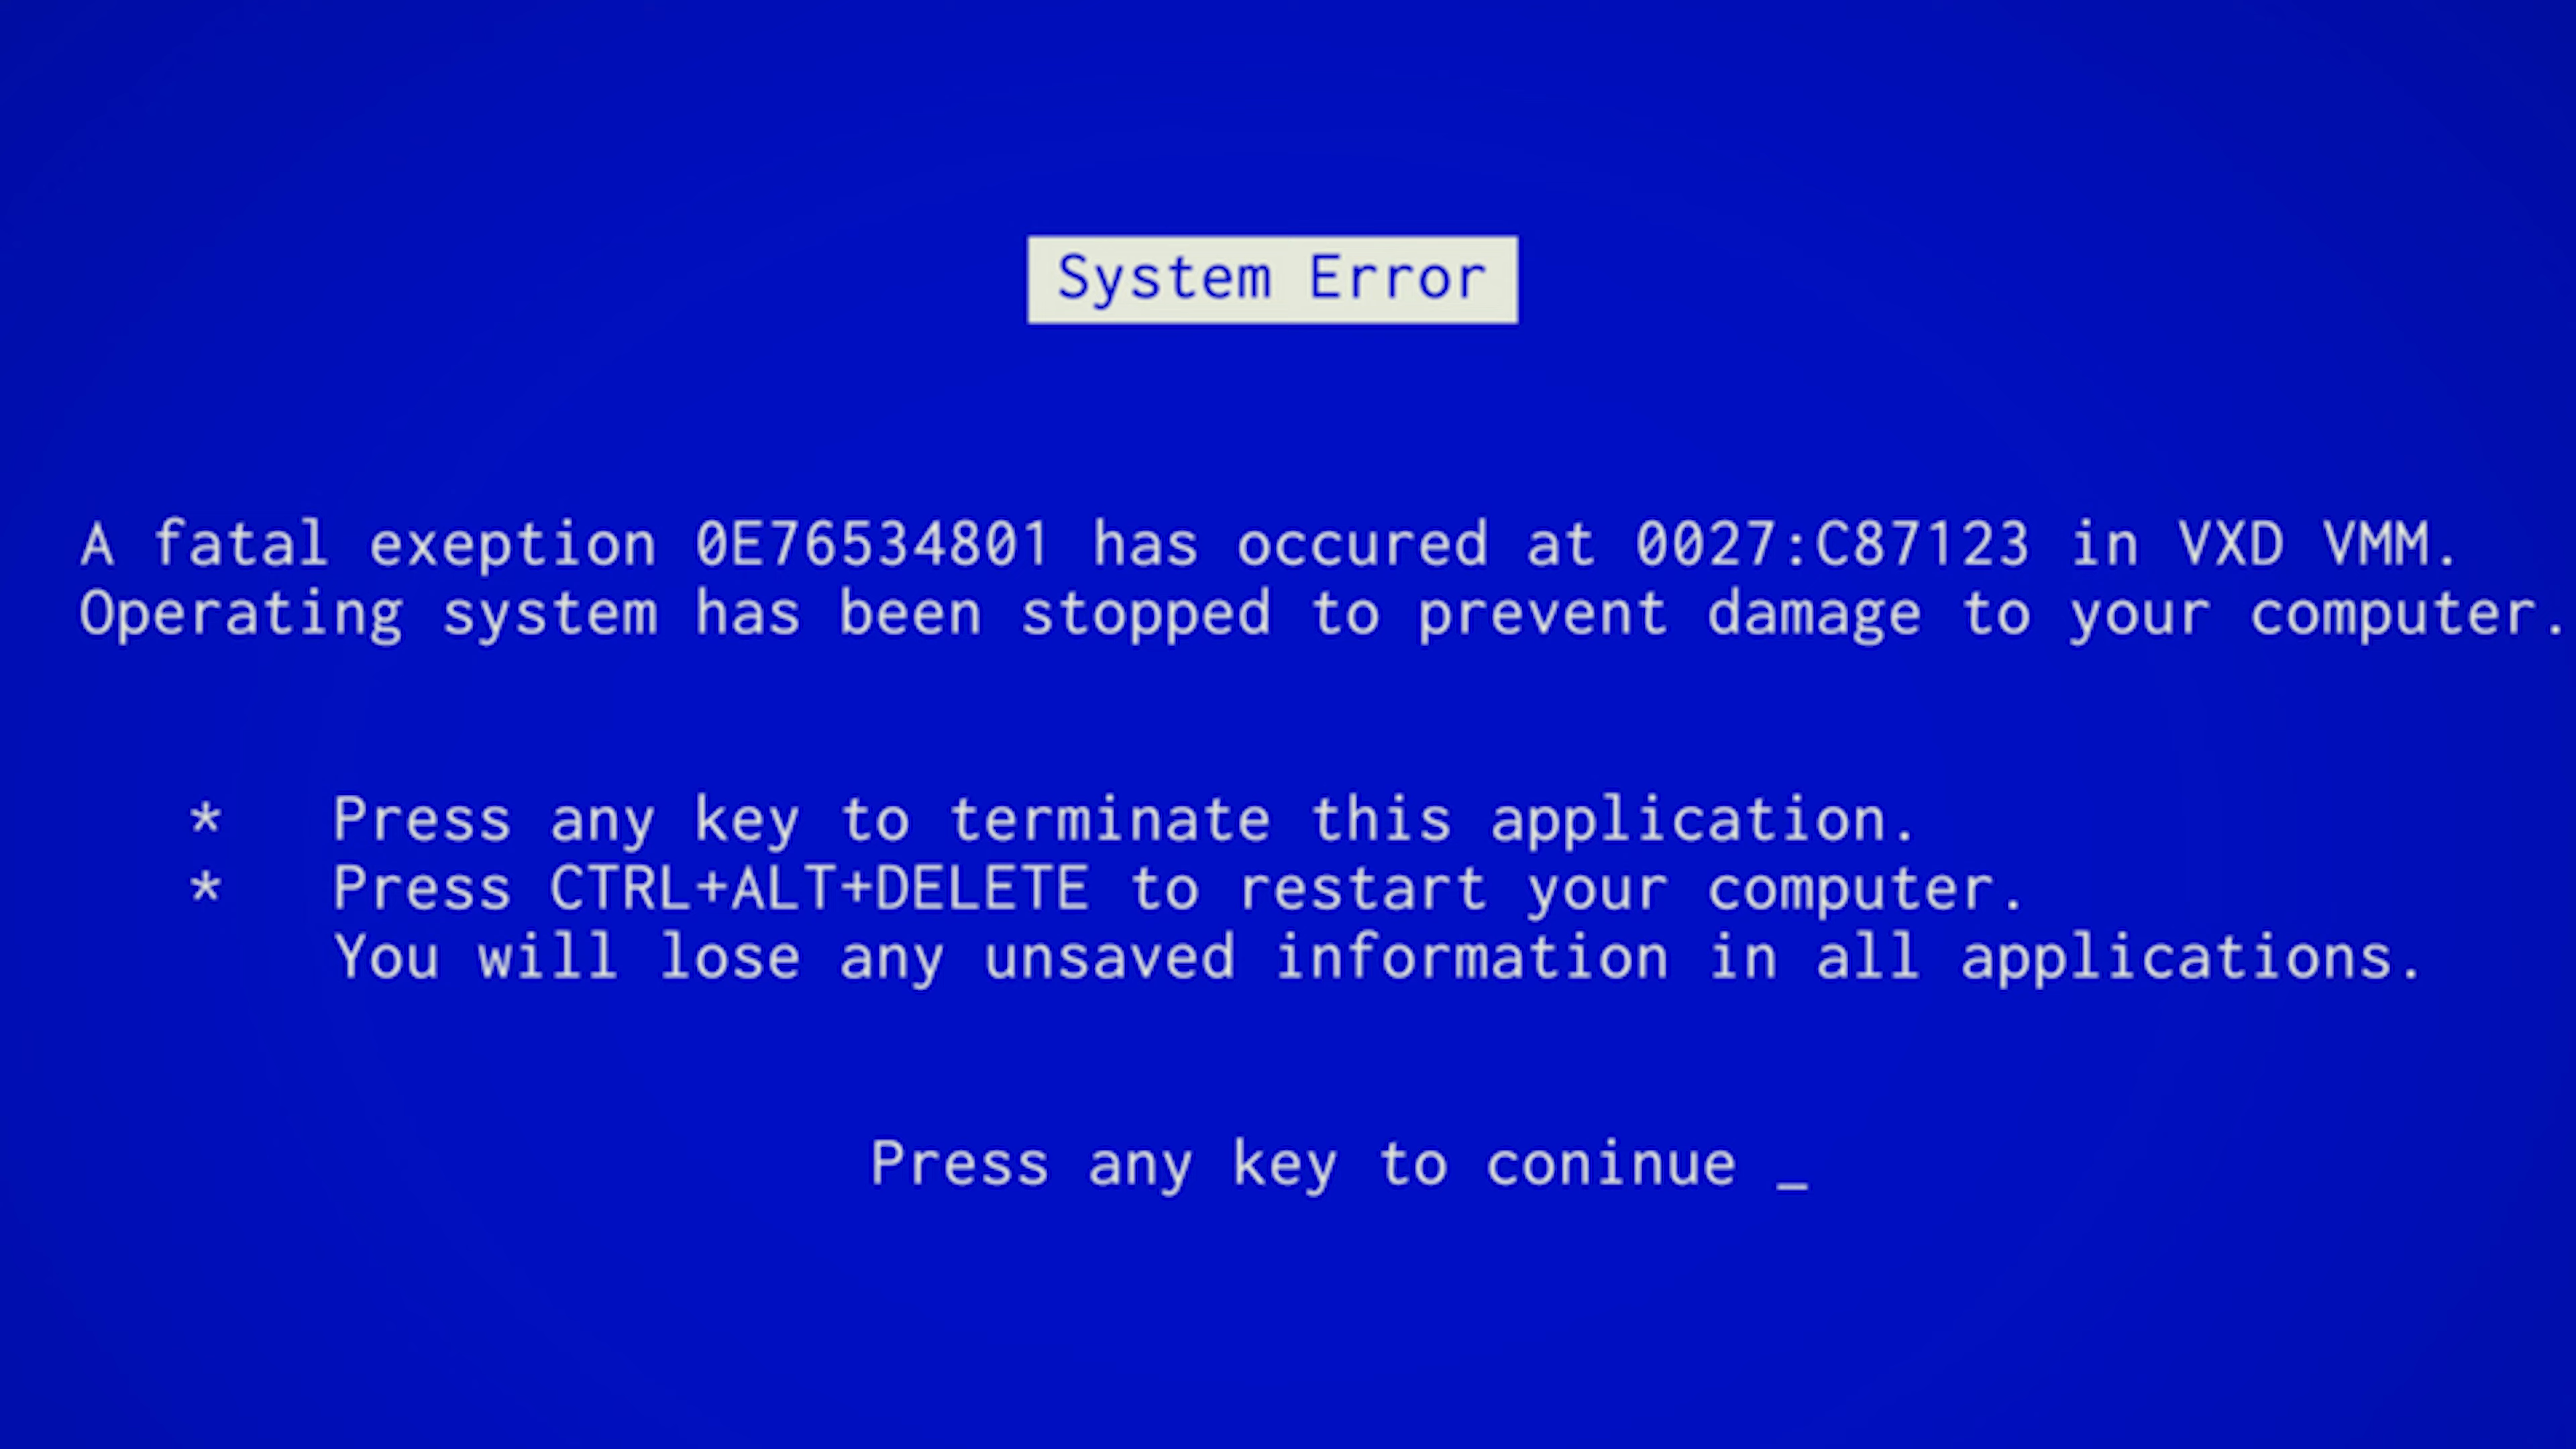 System Error
A fatal exeption 0E76534801 has occured at 0027:C87123 in VXD VMM.
Operating system has been stopped to prevent damage to your computer.
* Press any key to terminate this application.
* Press CTRL+ALT+DELETE to restart your computer.
You will lose any unsaved information in all applications.
Press any key to coninue _